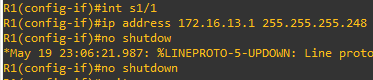 R1(config-if)#int s1/1
R1(config-if)#ip address 172.16.13.1 255.255.255.248
R1(config-if)#no shutdow
*May 19 23:06:21.987: %LINEPROTO-5-UPDOWN: Line proto
R1(config-if)#no shutdown